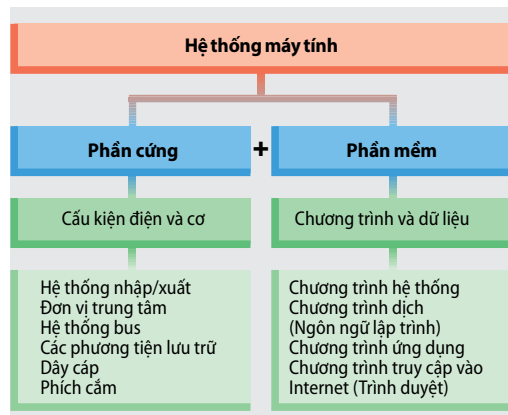 Hệ thống máy tính
Phần cứng
+
Phần mềm
Cấu kiện điện và cơ
Chương trình và dữ liệu
Hệ thống nhập/xuất
Đơn vị trung tâm
Hệ thống bus
Các phương tiện lưu trữ
Dây cáp
Phích cắm
Chương trình hệ thống
Chương trình dịch
(Ngôn ngữ lập trình)
Chương trình ứng dụng
Chương trình truy cập vào
Internet (Trình duyệt)